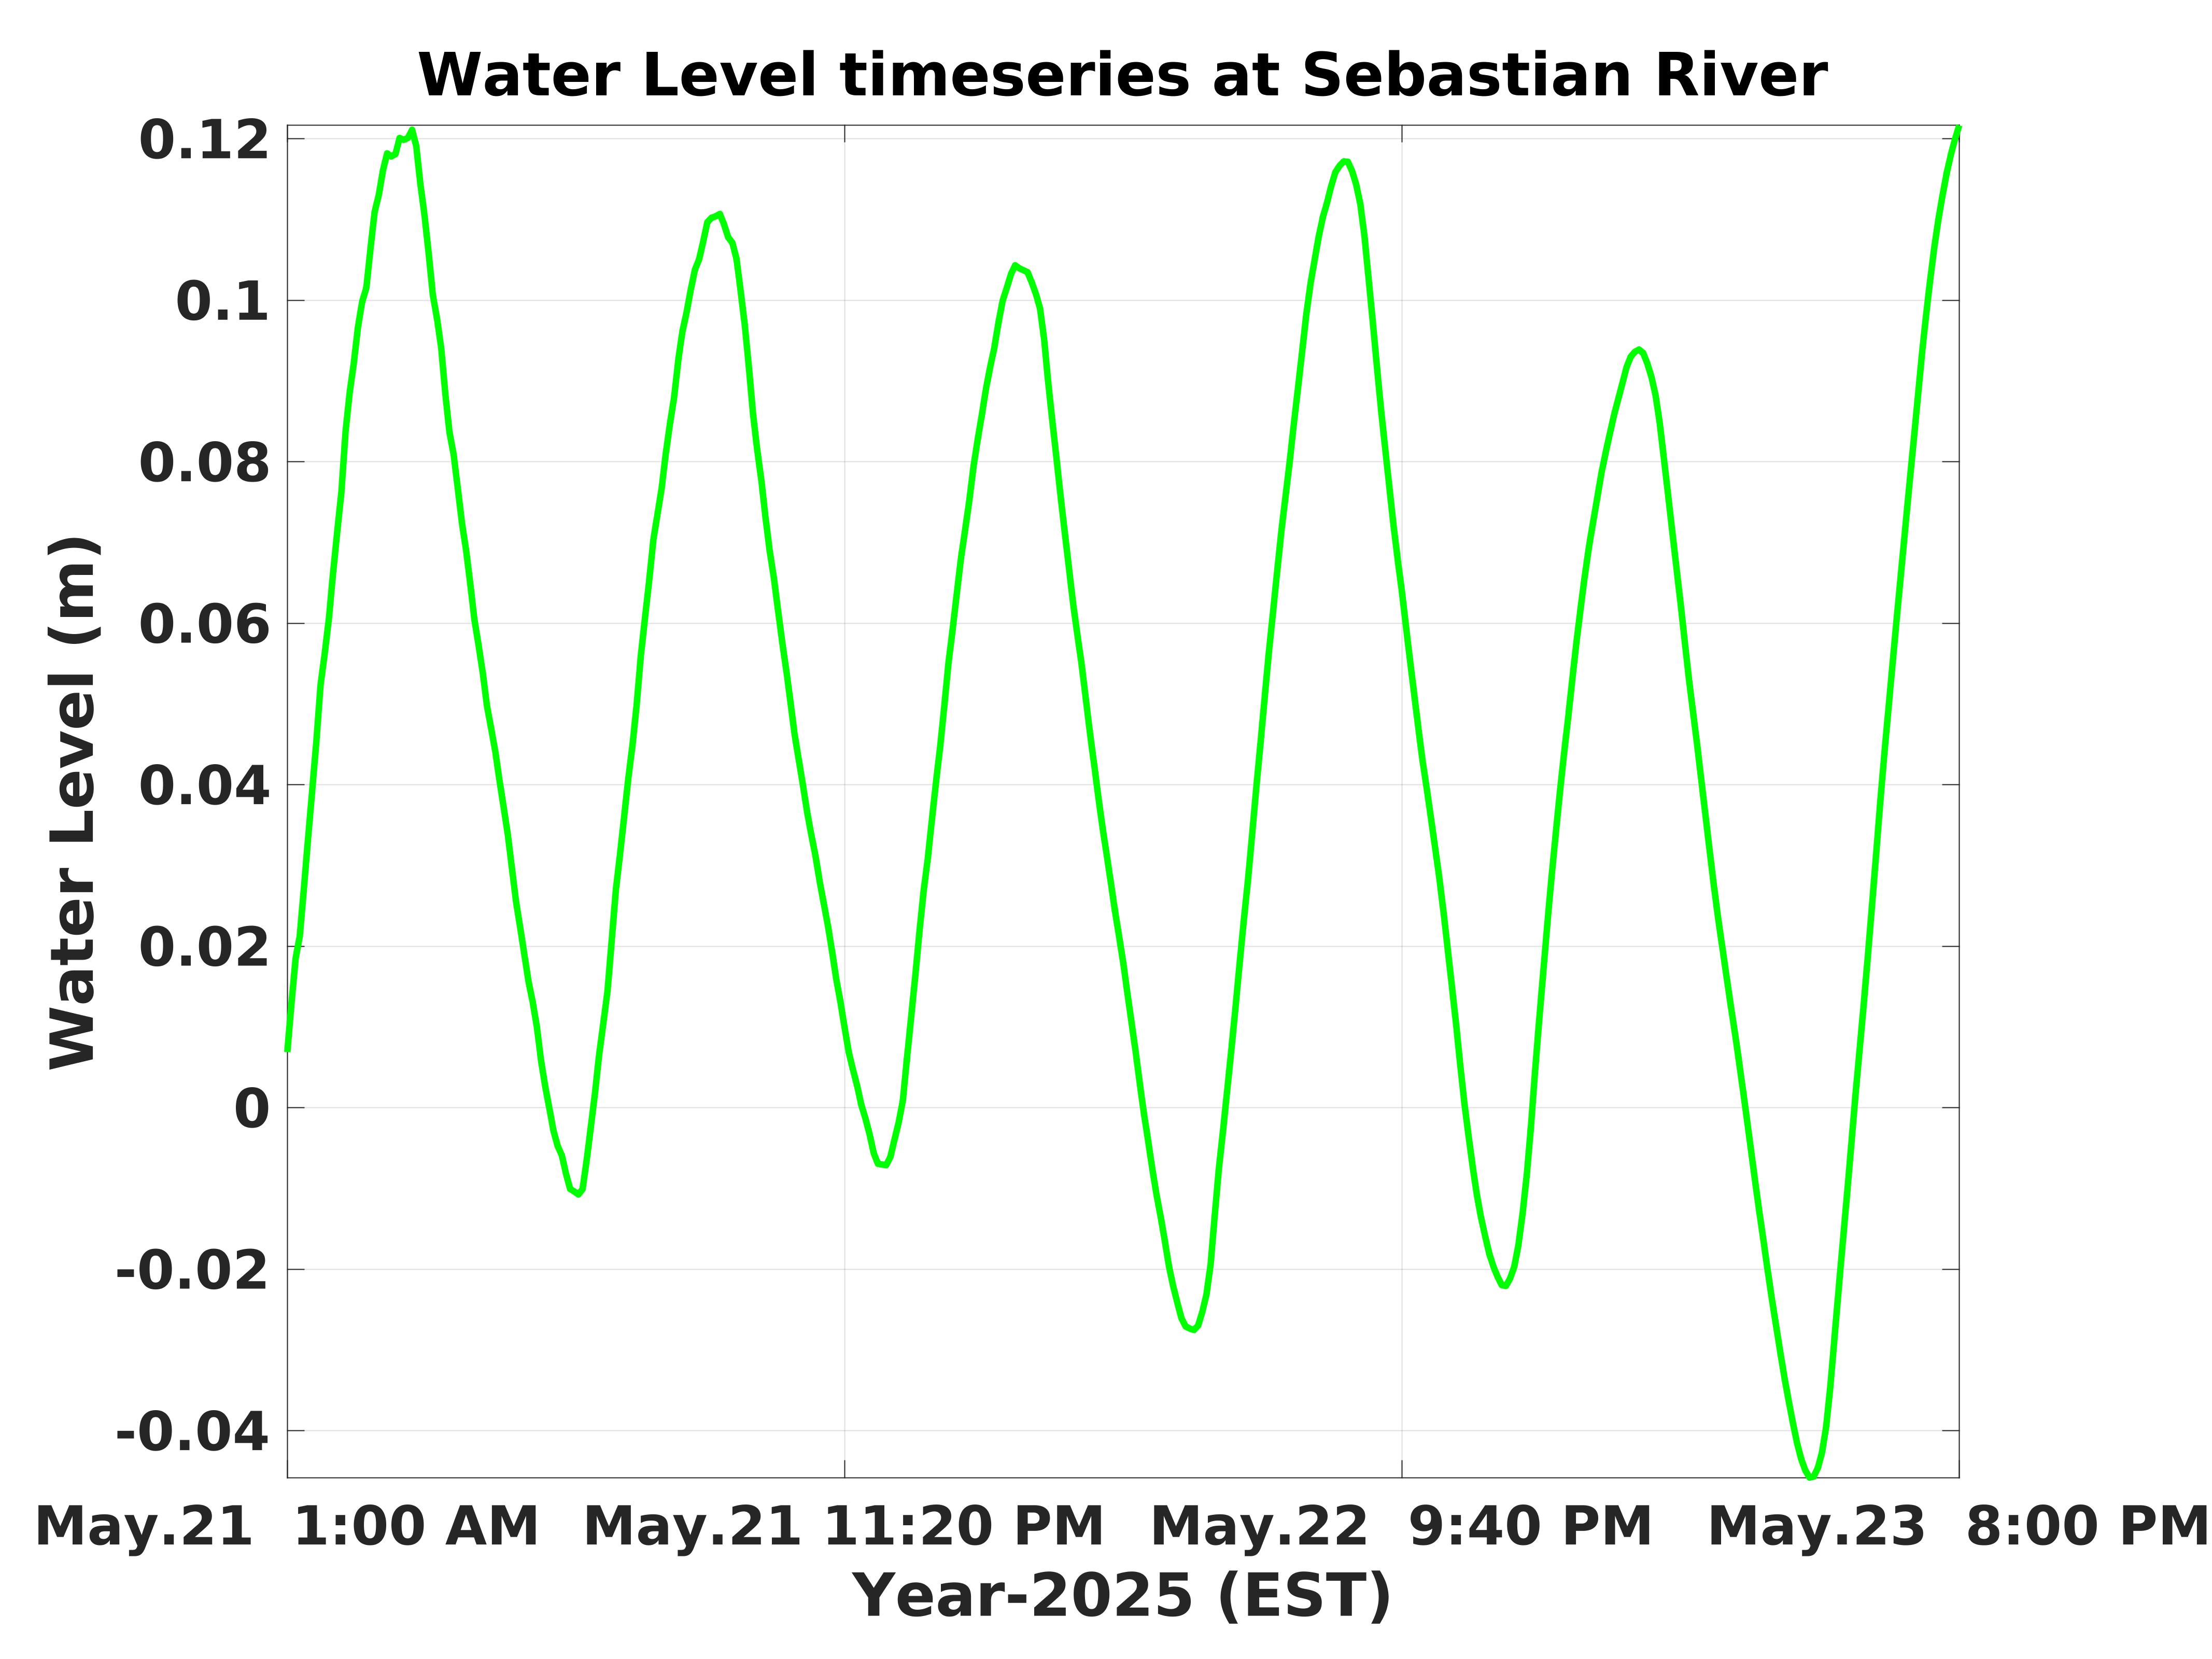 Water Level timeseries at Sebastian River
Water Level (m)
0.12
0.1
0.08
0.06
0.04
0.02
0
-0.02
-0.04
May.21 1:00 AM May.21 11:20 PM May.22 9:40 PM May.23 8:00 PM
Year-2025 (EST)